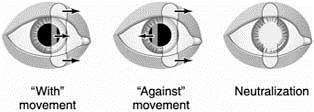 “With” movement
“Against” movement
Neutralization